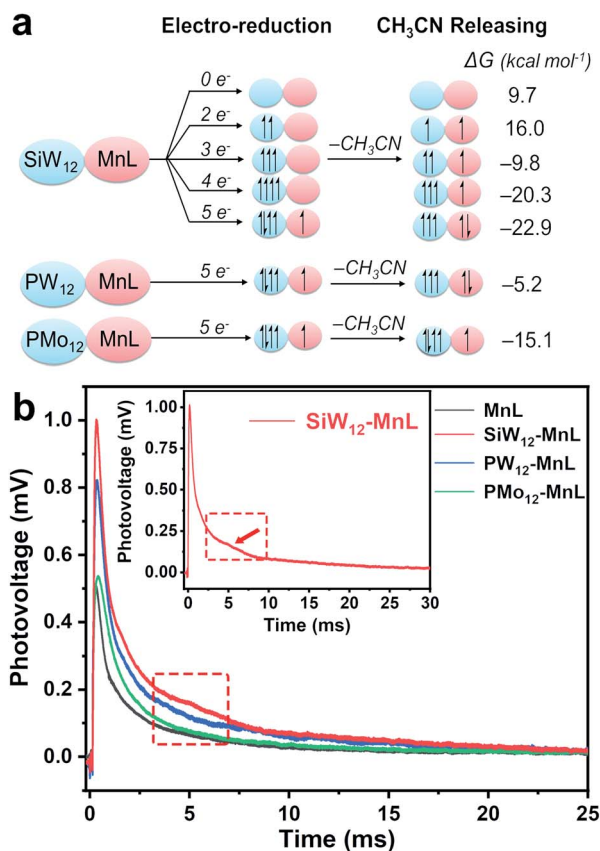 a
Electro-reduction CH₃CN Releasing
ΔG (kcal mol⁻¹)
0 e⁻ 9.7
2 e⁻ 16.0
SiW₁₂ MnL 3 e⁻ –CH₃CN –9.8
4 e⁻ –20.3
5 e⁻ –22.9
PW₁₂ MnL 5 e⁻ –CH₃CN –5.2
PMo₁₂ MnL 5 e⁻ –CH₃CN –15.1
b
Photovoltage (mV)
1.0
0.8
0.6
0.4
0.2
0.0
0 5 10 15 20 25
Time (ms)
Photovoltage (mV)
1.00
0.75
0.50
0.25
0.00
0 5 10 15 20 25 30
Time (ms)
SiW₁₂-MnL
MnL
SiW₁₂-MnL
PW₁₂-MnL
PMo₁₂-MnL